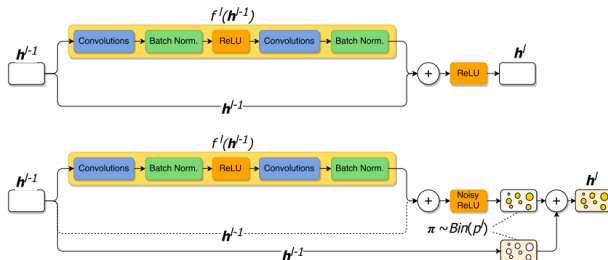 f^l(h^{l-1})
h^{l-1}
Convolutions Batch Norm. ReLU Convolutions Batch Norm.
+ ReLU
h^l
h^{l-1}
f^l(h^{l-1})
h^{l-1}
Convolutions Batch Norm. ReLU Convolutions Batch Norm.
+ Noisy
ReLU
+
h^l
h^{l-1}
π ~Bin(p^l)
h^{l-1}